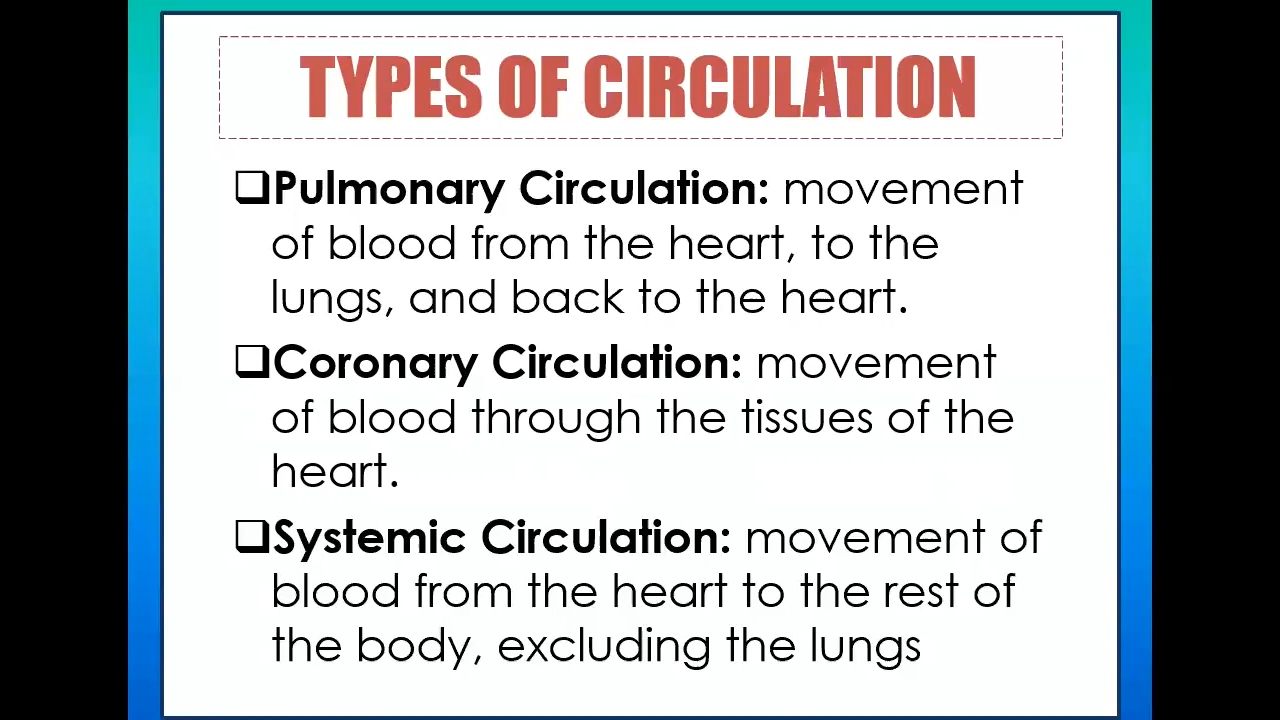 TYPES OF CIRCULATION
❑Pulmonary Circulation: movement
of blood from the heart, to the
lungs, and back to the heart.
❑Coronary Circulation: movement
of blood through the tissues of the
heart.
❑Systemic Circulation: movement of
blood from the heart to the rest of
the body, excluding the lungs